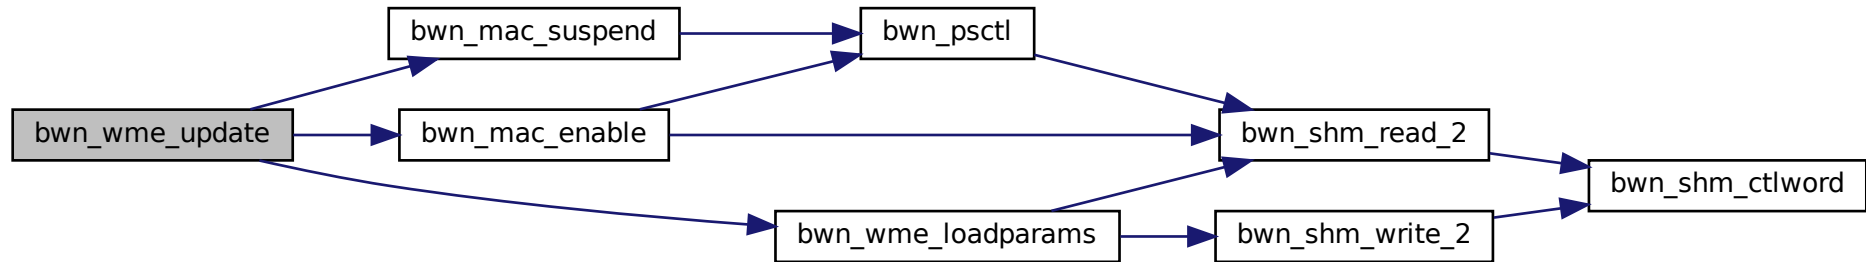 bwn_mac_suspend
bwn_psctl
bwn_wme_update
bwn_mac_enable
bwn_shm_read_2
bwn_shm_ctlword
bwn_wme_loadparams
bwn_shm_write_2